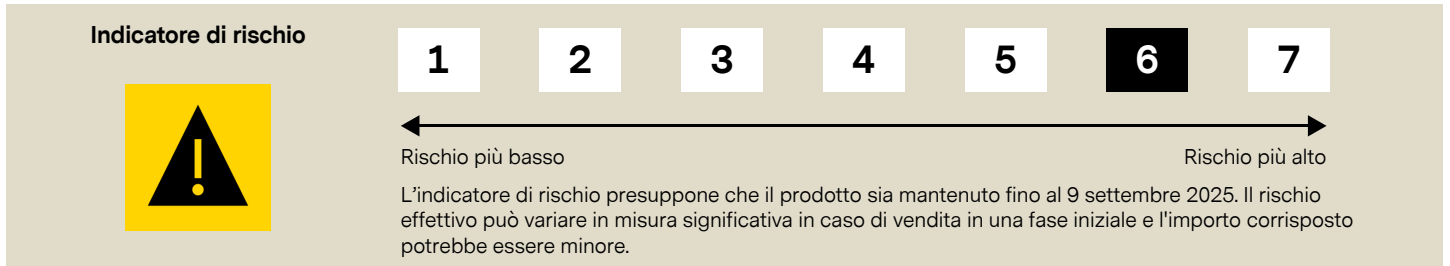 Indicatore di rischio
1 2 3 4 5 6 7
!
Rischio più basso Rischio più alto
L’indicatore di rischio presuppone che il prodotto sia mantenuto fino al 9 settembre 2025. Il rischio
effettivo può variare in misura significativa in caso di vendita in una fase iniziale e l'importo corrisposto
potrebbe essere minore.